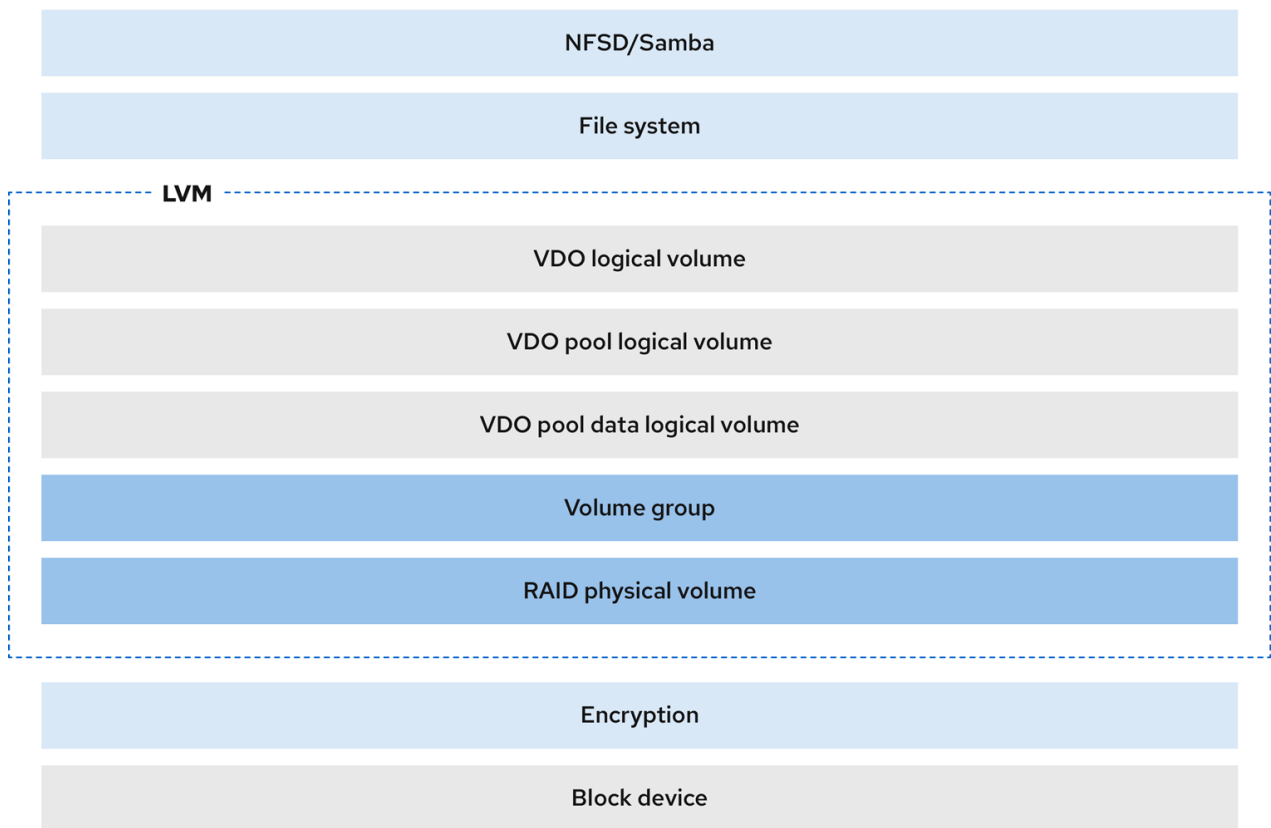 NFSD/Samba
File system
LVM
VDO logical volume
VDO pool logical volume
VDO pool data logical volume
Volume group
RAID physical volume
Encryption
Block device